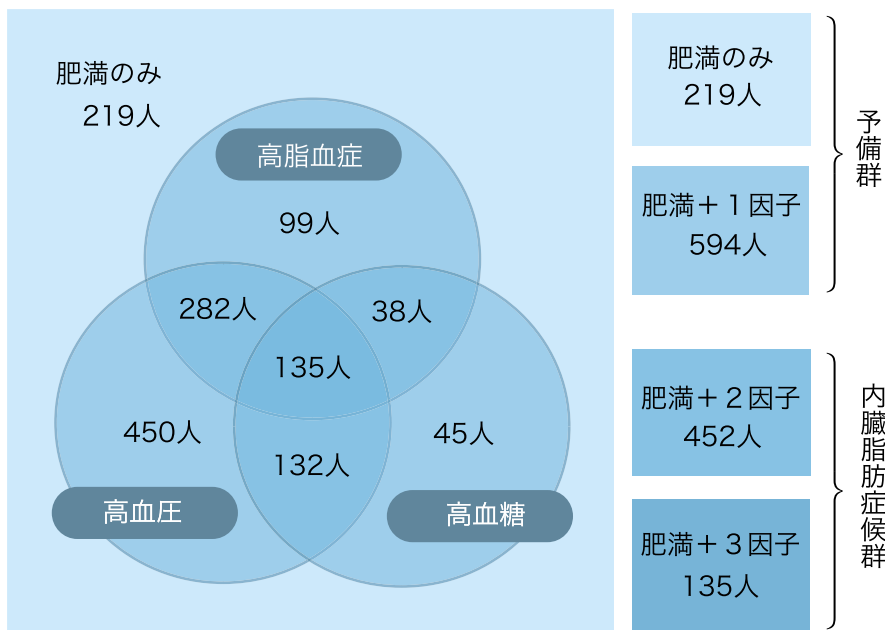 肥満のみ
219人
高脂血症
99人
282人
38人
135人
450人
45人
132人
高血圧
高血糖
肥満のみ
219人
肥満＋１因子
594人
予備群
肥満＋２因子
452人
肥満＋３因子
135人
内臓脂肪症候群